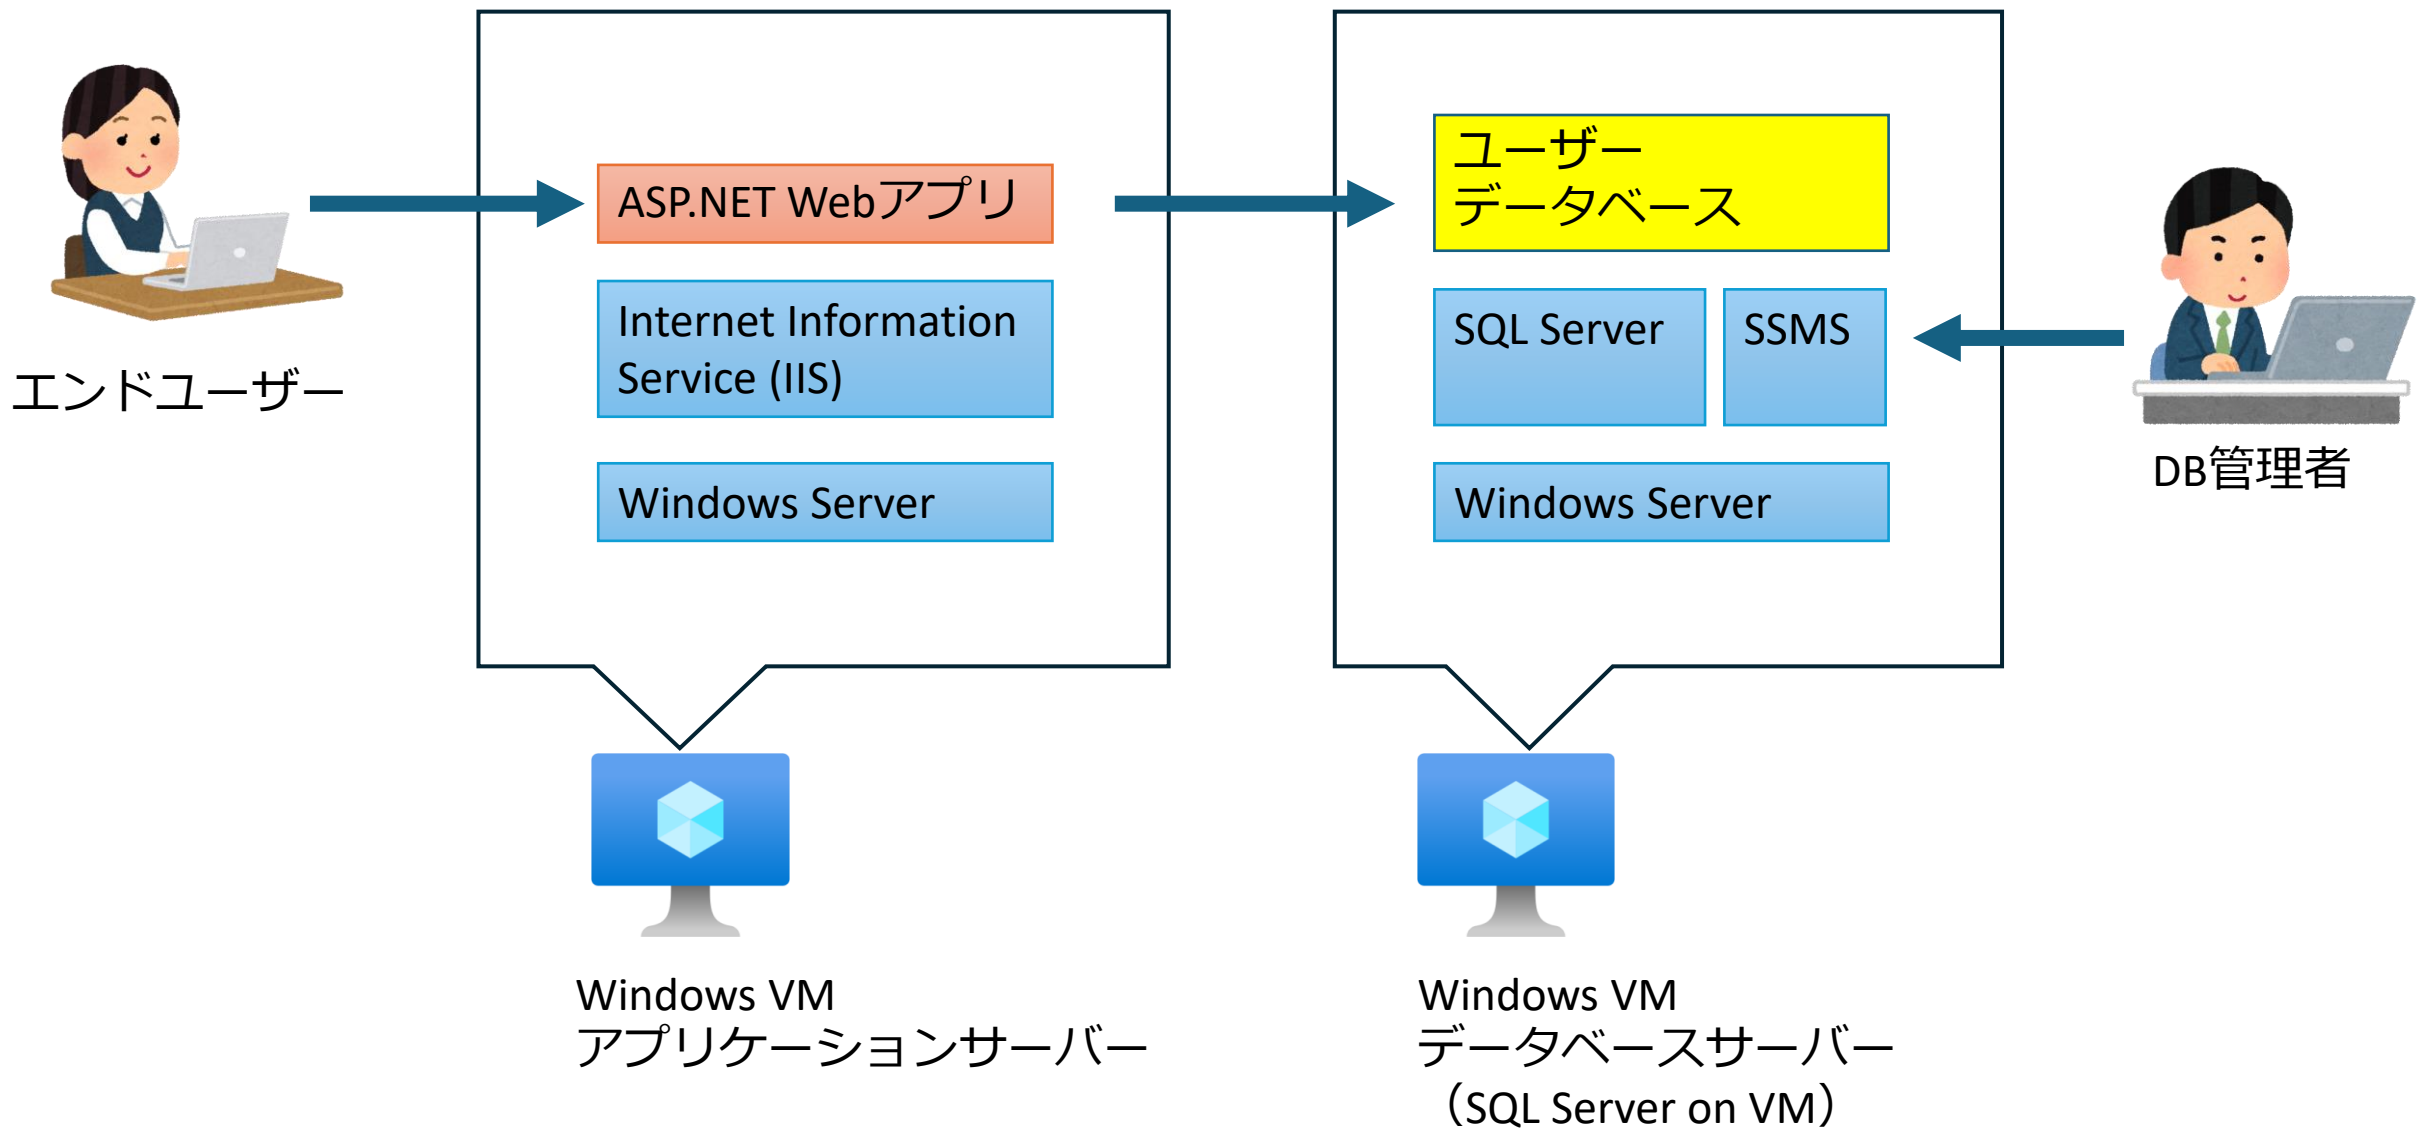 エンドユーザー
ASP.NET Webアプリ
Internet Information
Service (IIS)
Windows Server
Windows VM
アプリケーションサーバー
ユーザー
データベース
SQL Server
SSMS
Windows Server
Windows VM
データベースサーバー
（SQL Server on VM）
DB管理者